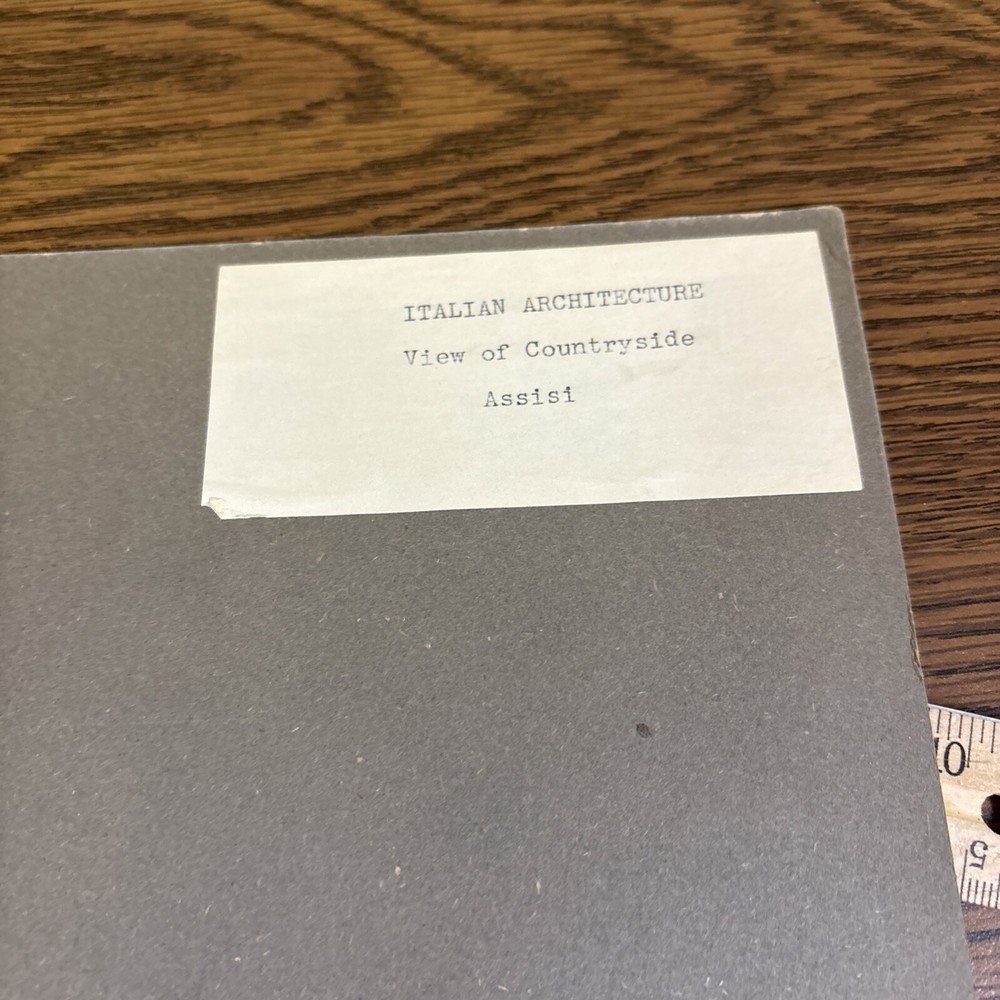 ITALIAN ARCHITECTURE
View of Countryside
Assisi
10
5